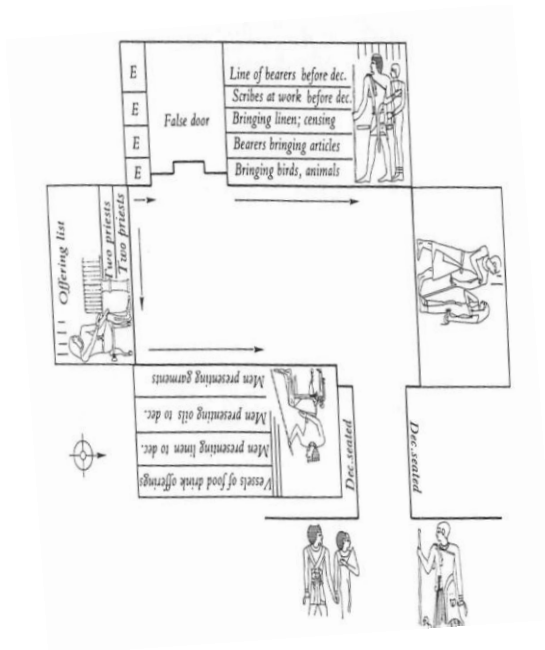 E
E
E
E
False door
Line of bearers before dec.
Scribes at work before dec.
Bringing linen; censing
Bearers bringing articles
Bringing birds, animals
Offering list
Two priests
Two priests
Men presenting garments
Men presenting oils to dec.
Men presenting linen to dec.
Vessels of food drink offerings
Dec. seated
Dec. seated